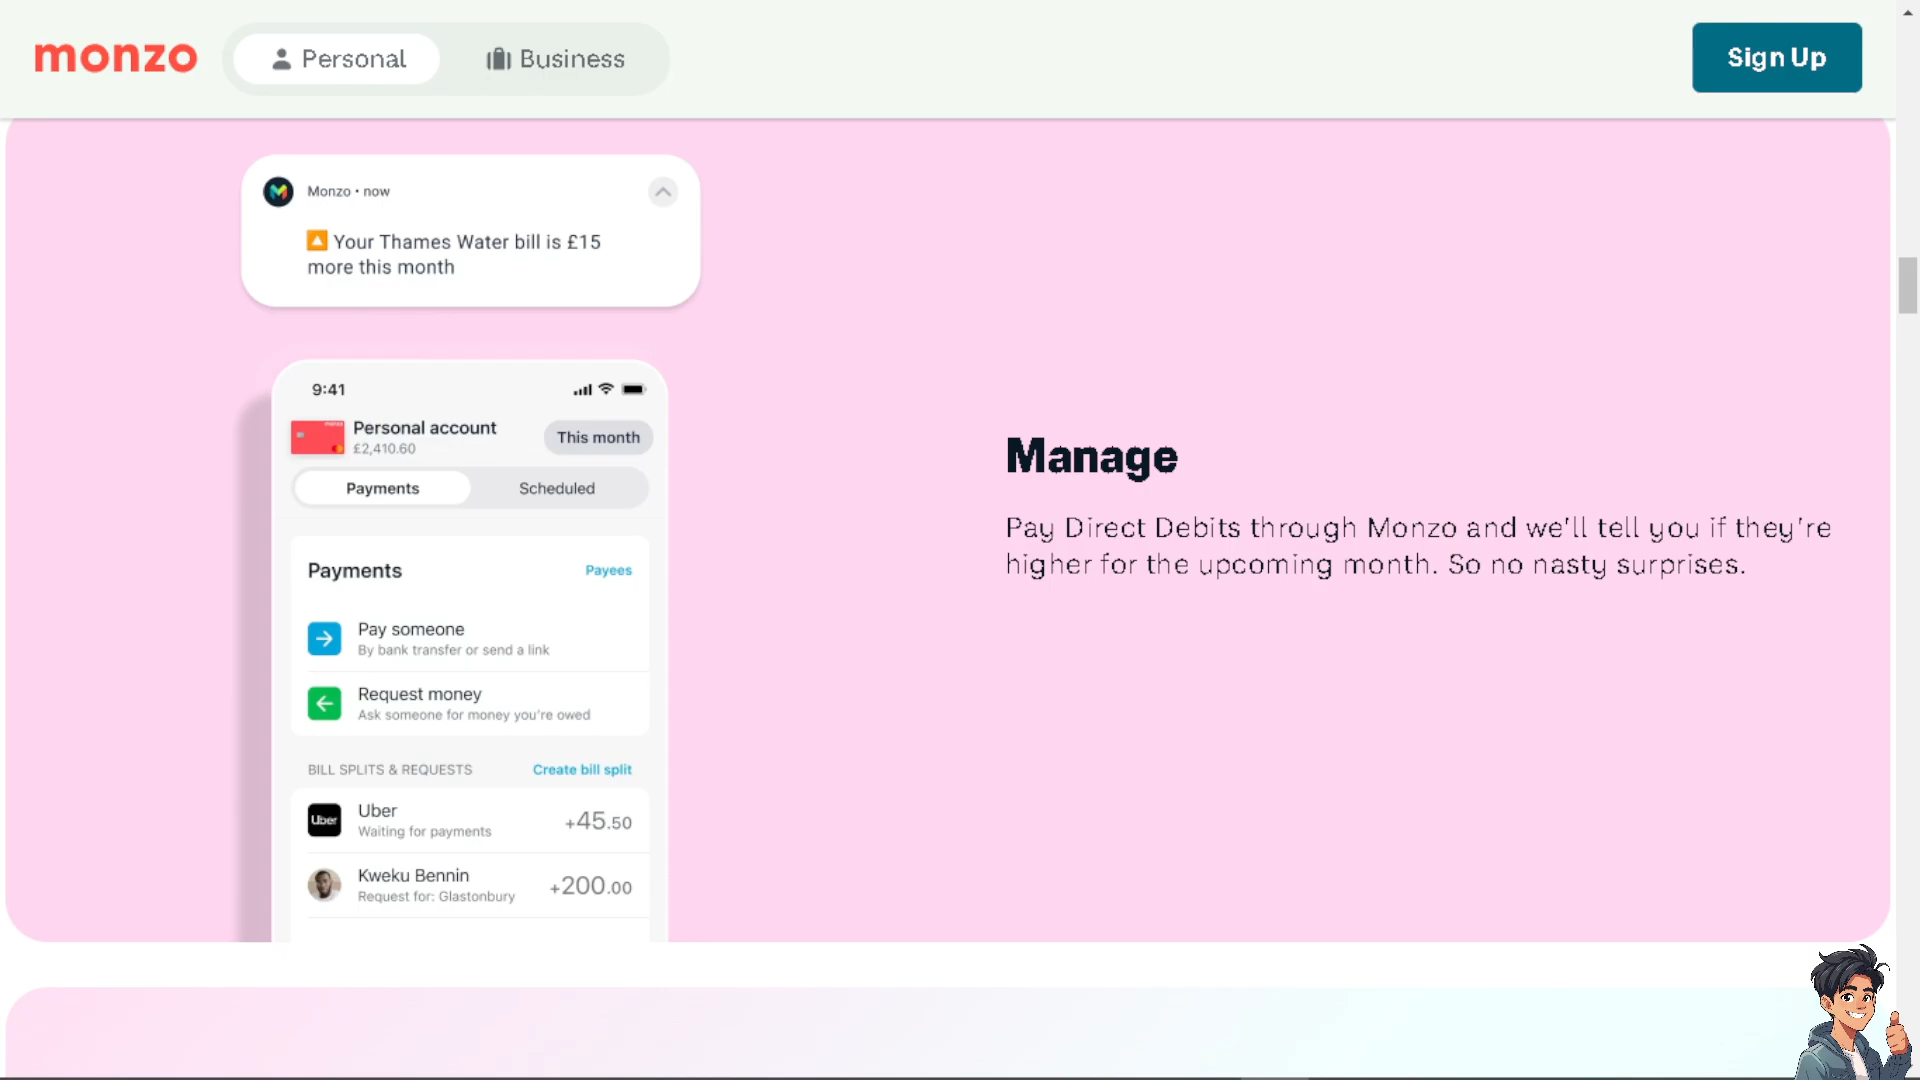 monzo
Personal
Business
Sign Up
Monzo • now
Your Thames Water bill is £15
more this month
9:41
Personal account
£2,410.60
This month
Payments
Scheduled
Payments
Payees
Pay someone
By bank transfer or send a link
Request money
Ask someone for money you're owed
BILL SPLITS & REQUESTS
Create bill split
Uber
Uber
Waiting for payments
+45.50
Kweku Bennin
Request for: Glastonbury
+200.00
Manage
Pay Direct Debits through Monzo and we'll tell you if they're
higher for the upcoming month. So no nasty surprises.